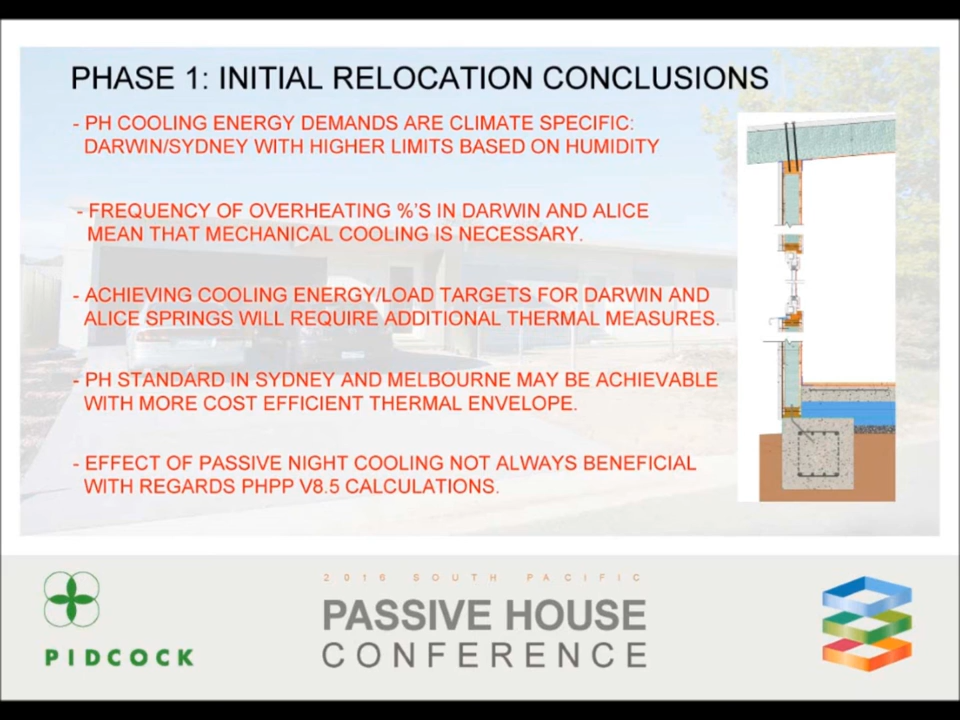 PHASE 1: INITIAL RELOCATION CONCLUSIONS
- PH COOLING ENERGY DEMANDS ARE CLIMATE SPECIFIC:
DARWIN/SYDNEY WITH HIGHER LIMITS BASED ON HUMIDITY
- FREQUENCY OF OVERHEATING %'S IN DARWIN AND ALICE
MEAN THAT MECHANICAL COOLING IS NECESSARY.
- ACHIEVING COOLING ENERGY/LOAD TARGETS FOR DARWIN AND
ALICE SPRINGS WILL REQUIRE ADDITIONAL THERMAL MEASURES.
- PH STANDARD IN SYDNEY AND MELBOURNE MAY BE ACHIEVABLE
WITH MORE COST EFFICIENT THERMAL ENVELOPE.
- EFFECT OF PASSIVE NIGHT COOLING NOT ALWAYS BENEFICIAL
WITH REGARDS PHPP V8.5 CALCULATIONS.
2016 SOUTH PACIFIC
PASSIVE HOUSE
CONFERENCE
PIDCOCK